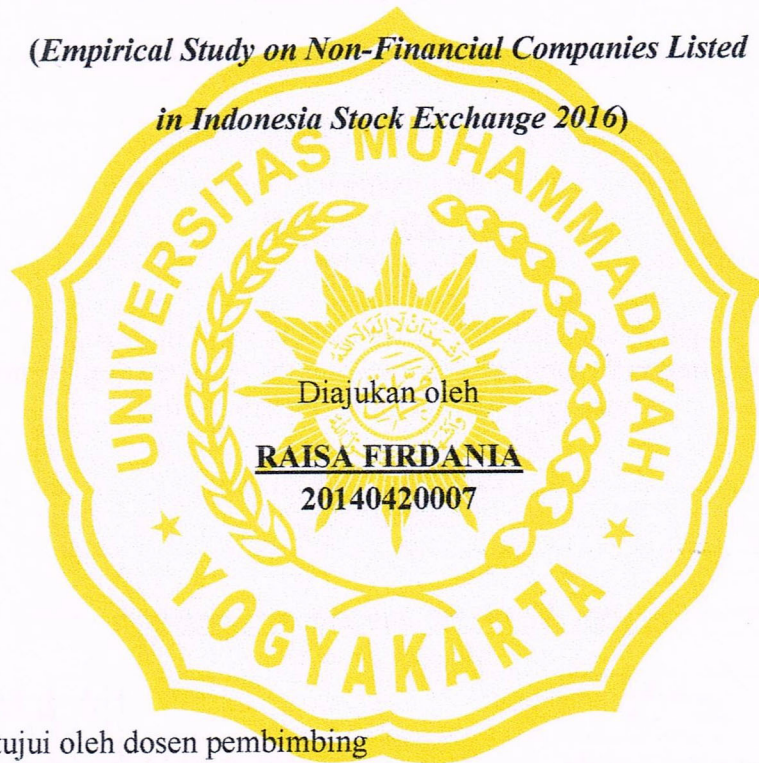 (Empirical Study on Non-Financial Companies Listed
in Indonesia Stock Exchange 2016)
UNIVERSITAS MUHAMMADIYAH
YOGYAKARTA
Diajukan oleh
RAISA FIRDANIA
20140420007
tujui oleh dosen pembimbing